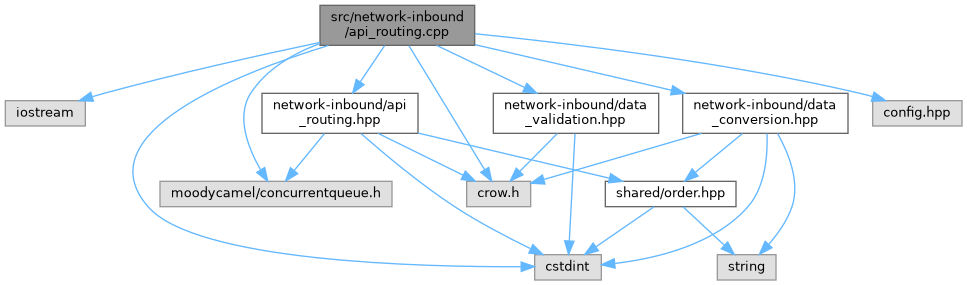 src/network-inbound
/api_routing.cpp
iostream
network-inbound/api
_routing.hpp
network-inbound/data
_validation.hpp
network-inbound/data
_conversion.hpp
config.hpp
moodycamel/concurrentqueue.h
crow.h
shared/order.hpp
cstdint
string